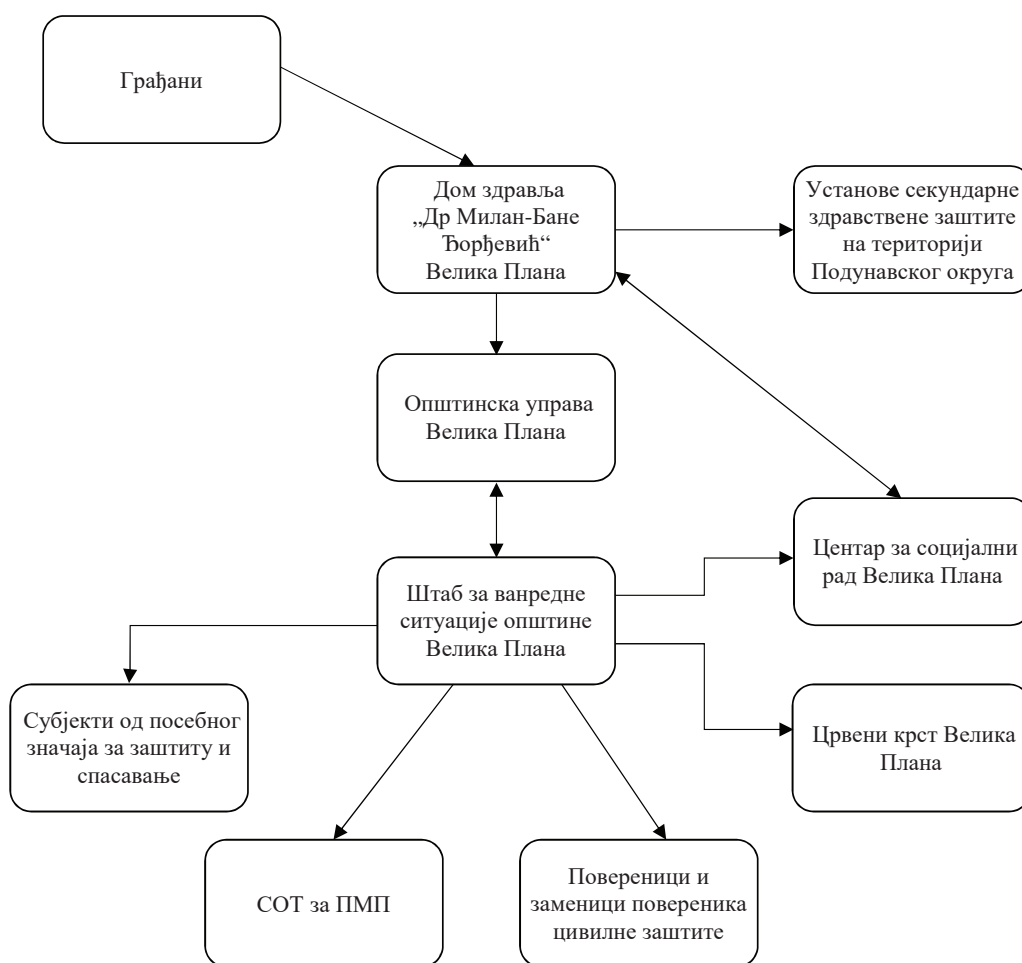 Грађани
Дом здравља
„Др Милан-Бане
Ђорђевић“
Велика Плана
Установе секундарне
здравствене заштите
на територији
Подунавског округа
Општинска управа
Велика Плана
Центар за социјални
рад Велика Плана
Штаб за ванредне
ситуације општине
Велика Плана
Субјекти од посебног
значаја за заштиту и
спасавање
Црвени крст Велика
Плана
СОТ за ПМП
Повереници и
заменици повереника
цивилне заштите